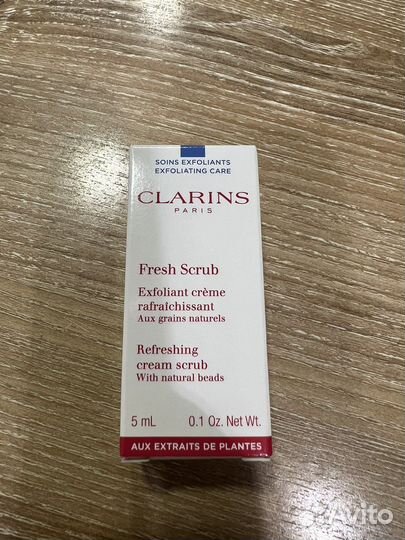 SOINS EXFOLIANTS
EXFOLIATING CARE
CLARINS
PARIS
Fresh Scrub
Exfoliant crème
rafraîchissant
Aux grains naturels
Refreshing
cream scrub
With natural beads
5 mL 0.1 Oz. Net Wt.
AUX EXTRAITS DE PLANTES
Avito